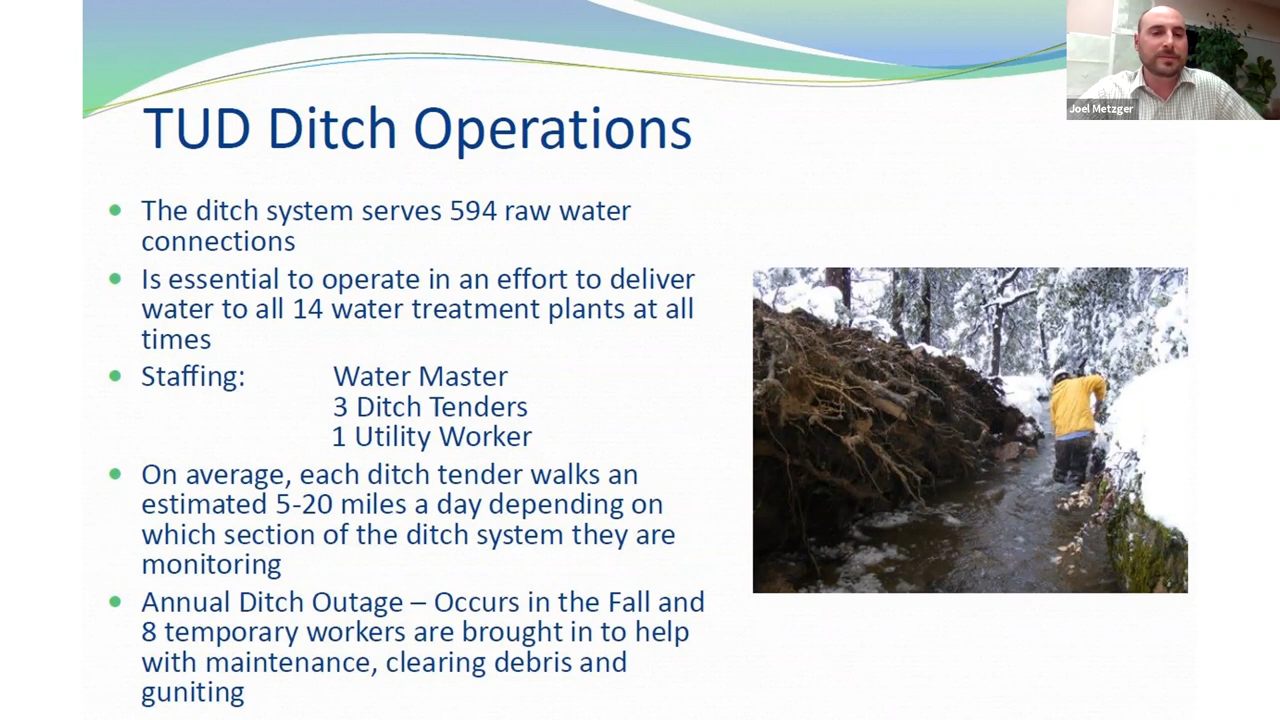 TUD Ditch Operations
Joel Metzger
• The ditch system serves 594 raw water
connections
• Is essential to operate in an effort to deliver
water to all 14 water treatment plants at all
times
• Staffing: Water Master
3 Ditch Tenders
1 Utility Worker
• On average, each ditch tender walks an
estimated 5-20 miles a day depending on
which section of the ditch system they are
monitoring
• Annual Ditch Outage – Occurs in the Fall and
8 temporary workers are brought in to help
with maintenance, clearing debris and
guniting